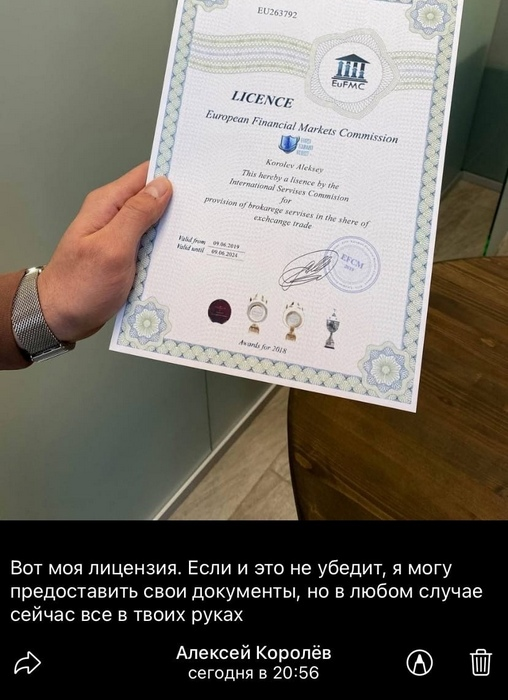 EU263792
EuFMC
LICENCE
European Financial Markets Commission
Korolev Aleksey
This hereby a lisence by the
International Servises Commistion
for
provision of brokarege servises in the shere of
exchcange trade
Valid from 09.06.2019
Valid until 09.06.2024
EFCM
Awards for 2018
Вот моя лицензия. Если и это не убедит, я могу
предоставить свои документы, но в любом случае
сейчас все в твоих руках
Алексей Королёв
сегодня в 20:56